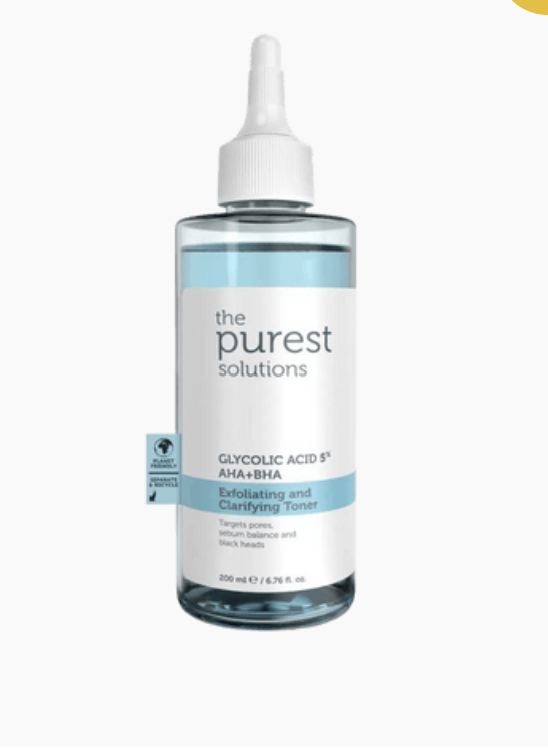 the
purest
solutions
GLYCOLIC ACID 5%
AHA+BHA
Exfoliating and
Clarifying Toner
Targets pores,
sebum balance and
black heads
200 ml ℮ / 6.76 fl. oz.
PLANET
FRIENDLY
SEPARATE
& RECYCLE